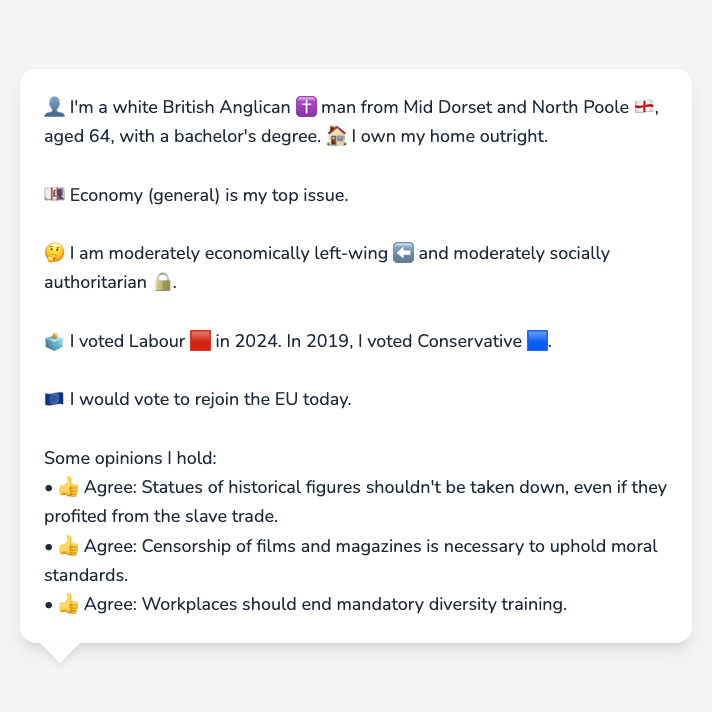 👤 I'm a white British Anglican ✝️ man from Mid Dorset and North Poole 🏴󠁧󠁢󠁥󠁮󠁧󠁿,
aged 64, with a bachelor's degree. 🏠 I own my home outright.
💷 Economy (general) is my top issue.
🤔 I am moderately economically left-wing ⬅️ and moderately socially
authoritarian 🔒.
🗳️ I voted Labour 🟥 in 2024. In 2019, I voted Conservative 🟦.
🇪🇺 I would vote to rejoin the EU today.
Some opinions I hold:
• 👍 Agree: Statues of historical figures shouldn't be taken down, even if they
profited from the slave trade.
• 👍 Agree: Censorship of films and magazines is necessary to uphold moral
standards.
• 👍 Agree: Workplaces should end mandatory diversity training.